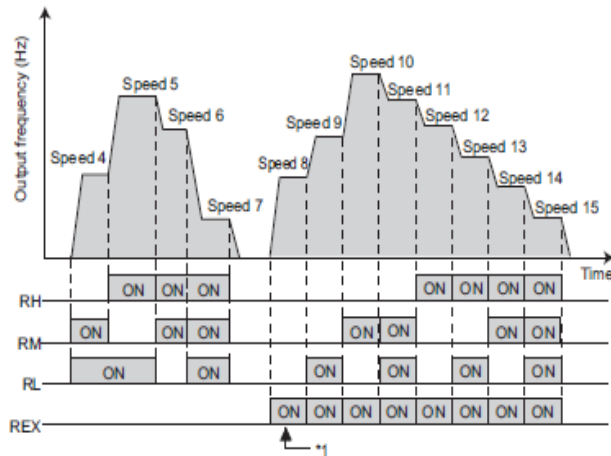 Output frequency (Hz)
Speed 4
Speed 5
Speed 6
Speed 7
Speed 8
Speed 9
Speed 10
Speed 11
Speed 12
Speed 13
Speed 14
Speed 15
Time
RH ON ON ON ON ON ON ON
RM ON ON ON ON ON ON ON
RL ON ON ON ON ON ON
REX ON ON ON ON ON ON ON ON
*1